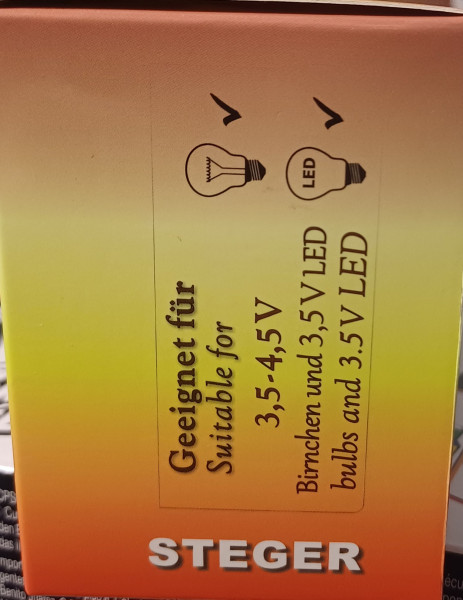 Geeignet für
Suitable for
3,5-4,5 V
Birnchen und 3,5 V LED
bulbs and 3.5 V LED
LED
STEGER